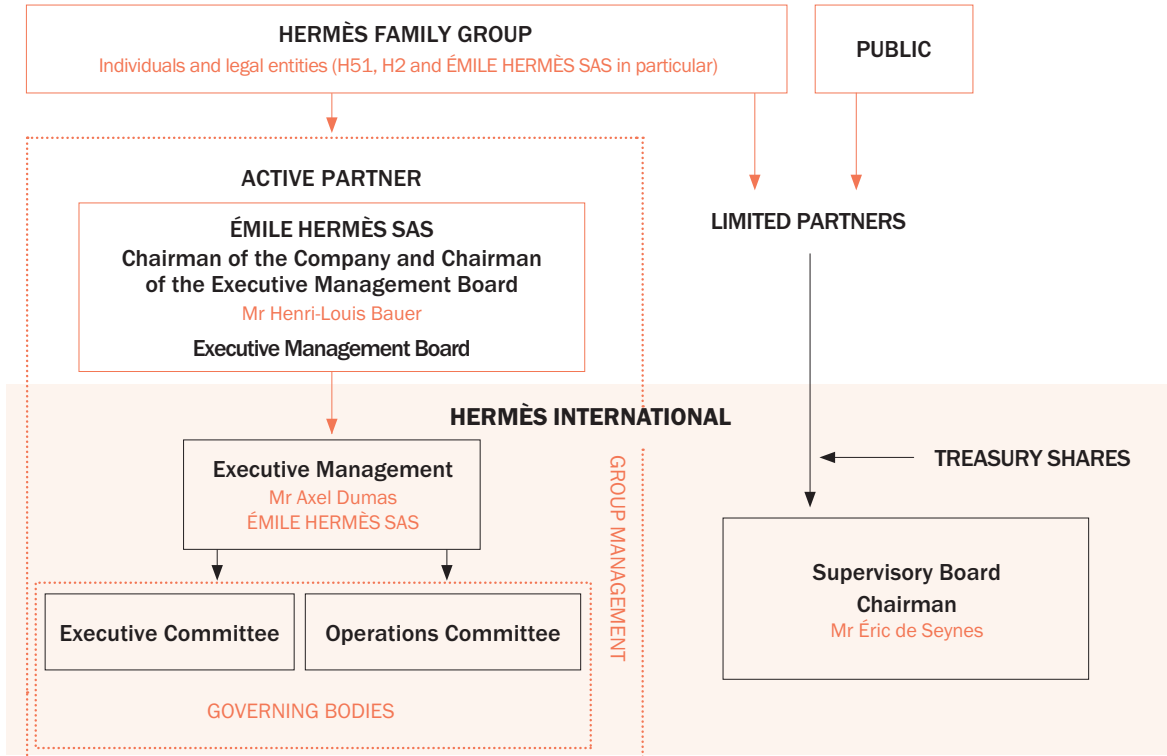 HERMÈS FAMILY GROUP
Individuals and legal entities (H51, H2 and ÉMILE HERMÈS SAS in particular)
PUBLIC
ACTIVE PARTNER
ÉMILE HERMÈS SAS
Chairman of the Company and Chairman
of the Executive Management Board
Mr Henri-Louis Bauer
Executive Management Board
LIMITED PARTNERS
HERMÈS INTERNATIONAL
Executive Management
Mr Axel Dumas
ÉMILE HERMÈS SAS
GROUP MANAGEMENT
TREASURY SHARES
Supervisory Board
Chairman
Mr Éric de Seynes
Executive Committee
Operations Committee
GOVERNING BODIES